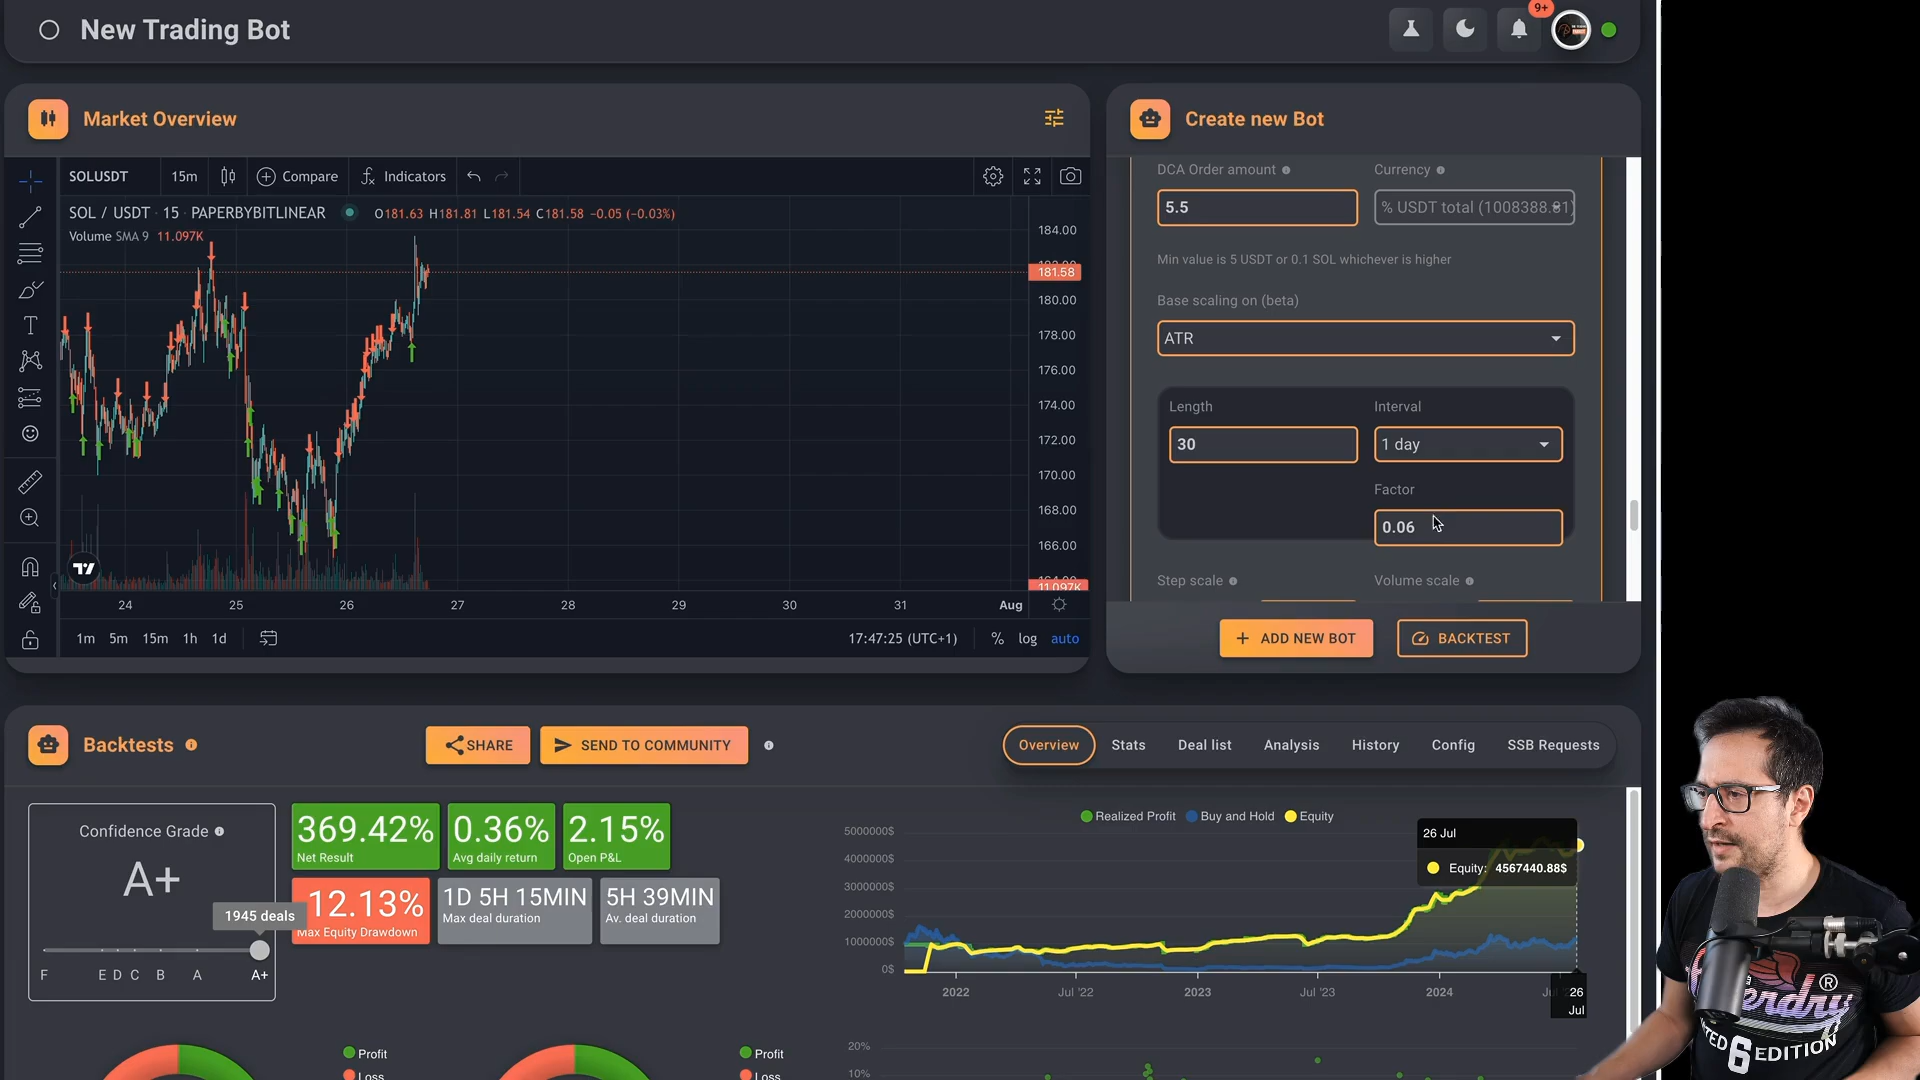 New Trading Bot
9+
Market Overview
Create new Bot
SOLUSDT 15m Compare Indicators
SOL / USDT · 15 · PAPERBYBITLINEAR O181.63 H181.81 L181.54 C181.58 −0.05 (−0.03%)
Volume SMA 9 11.097K
184.00
181.58
180.00
178.00
176.00
174.00
172.00
170.00
168.00
166.00
11.097K
24 25 26 27 28 29 30 31 Aug
1m 5m 15m 1h 1d 17:47:25 (UTC+1) % log auto
DCA Order amount Currency
5.5 % USDT total (1008388.
Min value is 5 USDT or 0.1 SOL whichever is higher
Base scaling on (beta)
ATR
Length Interval
30 1 day
Factor
0.06
Step scale Volume scale
+ ADD NEW BOT BACKTEST
Backtests SHARE SEND TO COMMUNITY
Overview Stats Deal list Analysis History Config SSB Requests
Confidence Grade
A+
1945 deals
F E D C B A A+
369.42%
Net Result
0.36%
Avg daily return
2.15%
Open P&L
12.13%
Max Equity Drawdown
1D 5H 15MIN
Max deal duration
5H 39MIN
Av. deal duration
Realized Profit Buy and Hold Equity
5000000$
4000000$
3000000$
2000000$
1000000$
0$
26 Jul
Equity: 4567440.88$
2022 Jul '22 2023 Jul '23 2024
26
Jul
20%
10%
Profit
Loss
Profit
Loss
®
6 EDITION